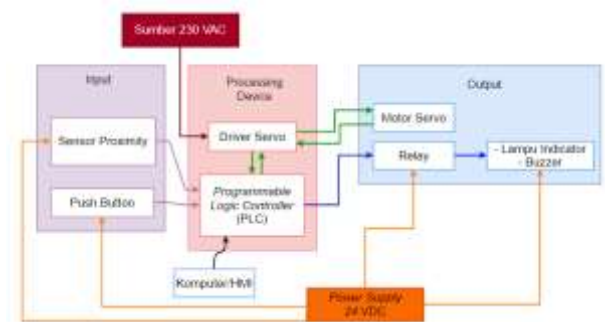 Sumber 230 VAC
Input
Processing
Device
Output
Sensor Proximity
Driver Servo
Motor Servo
Push Button
Programmable
Logic Controller
(PLC)
Relay
- Lampu Indicator
- Buzzer
Komputer/HMI
Power Supply
24 VDC